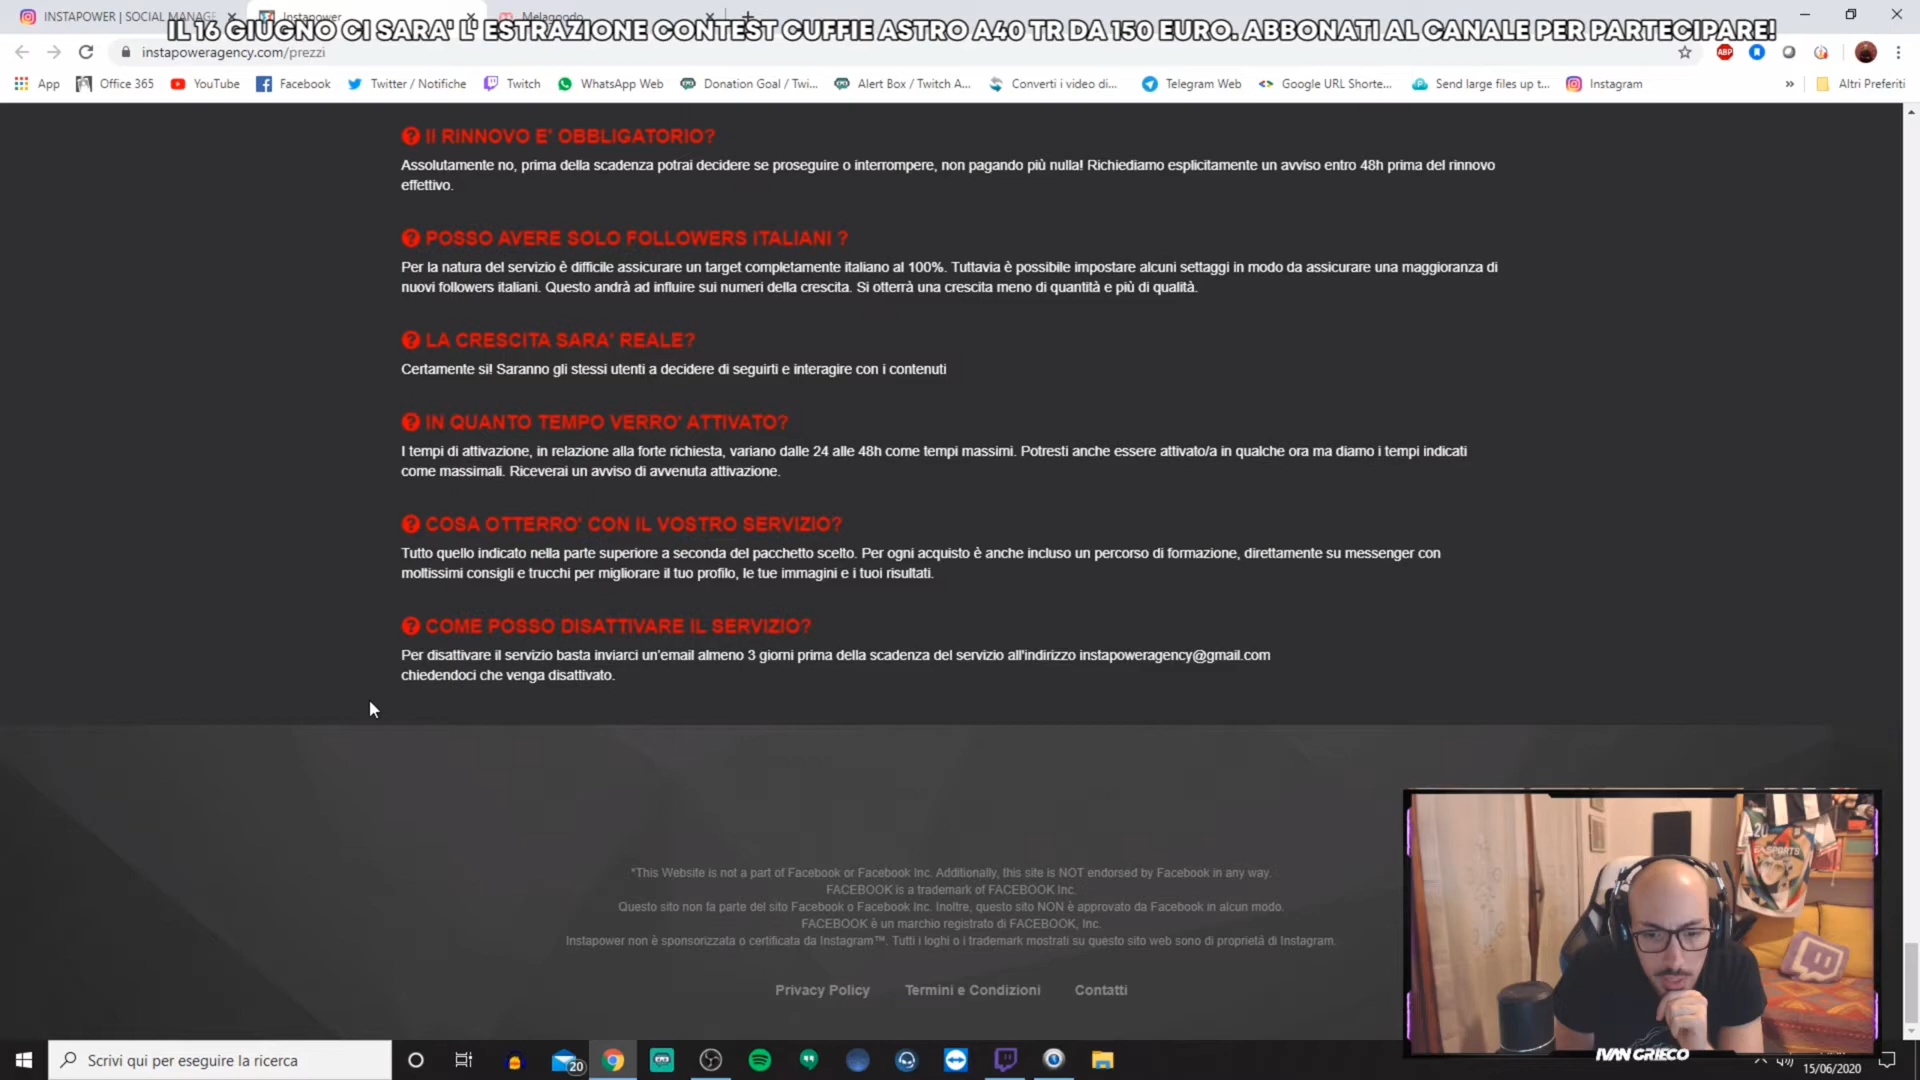 INSTAPOWER | SOCIAL MANAGE
Instapower
Melagoodo
IL 16 GIUGNO CI SARA' L' ESTRAZIONE CONTEST CUFFIE ASTRO A40 TR DA 150 EURO. ABBONATI AL CANALE PER PARTECIPARE!
instapoweragency.com/prezzi
ABP
App Office 365 YouTube Facebook Twitter / Notifiche Twitch WhatsApp Web Donation Goal / Twi... Alert Box / Twitch A... Converti i video di... Telegram Web Google URL Shorte... Send large files up t... Instagram » Altri Preferiti
Il RINNOVO E' OBBLIGATORIO?
Assolutamente no, prima della scadenza potrai decidere se proseguire o interrompere, non pagando più nulla! Richiediamo esplicitamente un avviso entro 48h prima del rinnovo
effettivo.
POSSO AVERE SOLO FOLLOWERS ITALIANI ?
Per la natura del servizio è difficile assicurare un target completamente italiano al 100%. Tuttavia è possibile impostare alcuni settaggi in modo da assicurare una maggioranza di
nuovi followers italiani. Questo andrà ad influire sui numeri della crescita. Si otterrà una crescita meno di quantità e più di qualità.
LA CRESCITA SARA' REALE?
Certamente si! Saranno gli stessi utenti a decidere di seguirti e interagire con i contenuti
IN QUANTO TEMPO VERRO' ATTIVATO?
I tempi di attivazione, in relazione alla forte richiesta, variano dalle 24 alle 48h come tempi massimi. Potresti anche essere attivato/a in qualche ora ma diamo i tempi indicati
come massimali. Riceverai un avviso di avvenuta attivazione.
COSA OTTERRO' CON IL VOSTRO SERVIZIO?
Tutto quello indicato nella parte superiore a seconda del pacchetto scelto. Per ogni acquisto è anche incluso un percorso di formazione, direttamente su messenger con
moltissimi consigli e trucchi per migliorare il tuo profilo, le tue immagini e i tuoi risultati.
COME POSSO DISATTIVARE IL SERVIZIO?
Per disattivare il servizio basta inviarci un'email almeno 3 giorni prima della scadenza del servizio all'indirizzo instapoweragency@gmail.com
chiedendoci che venga disattivato.
*This Website is not a part of Facebook or Facebook Inc. Additionally, this site is NOT endorsed by Facebook in any way.
FACEBOOK is a trademark of FACEBOOK Inc.
Questo sito non fa parte del sito Facebook o Facebook Inc. Inoltre, questo sito NON è approvato da Facebook in alcun modo.
FACEBOOK è un marchio registrato di FACEBOOK, Inc.
Instapower non è sponsorizzata o certificata da Instagram™. Tutti i loghi o i trademark mostrati su questo sito web sono di proprietà di Instagram.
Privacy Policy Termini e Condizioni Contatti
20
ESPORTS
IVAN GRIECO
Scrivi qui per eseguire la ricerca
20
15/06/2020